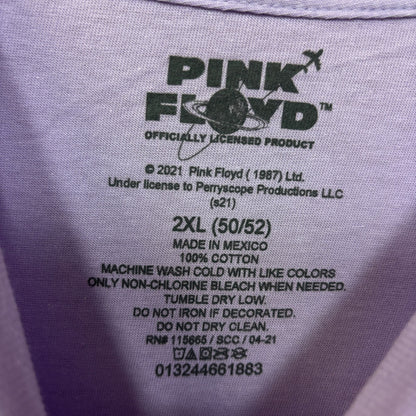 PINK
FLOYD™
OFFICIALLY LICENSED PRODUCT
© 2021 Pink Floyd ( 1987) Ltd.
Under license to Perryscope Productions LLC
(s21)
2XL (50/52)
MADE IN MEXICO
100% COTTON
MACHINE WASH COLD WITH LIKE COLORS
ONLY NON-CHLORINE BLEACH WHEN NEEDED.
TUMBLE DRY LOW.
DO NOT IRON IF DECORATED.
DO NOT DRY CLEAN.
RN# 115665 / SCC / 04-21
013244661883